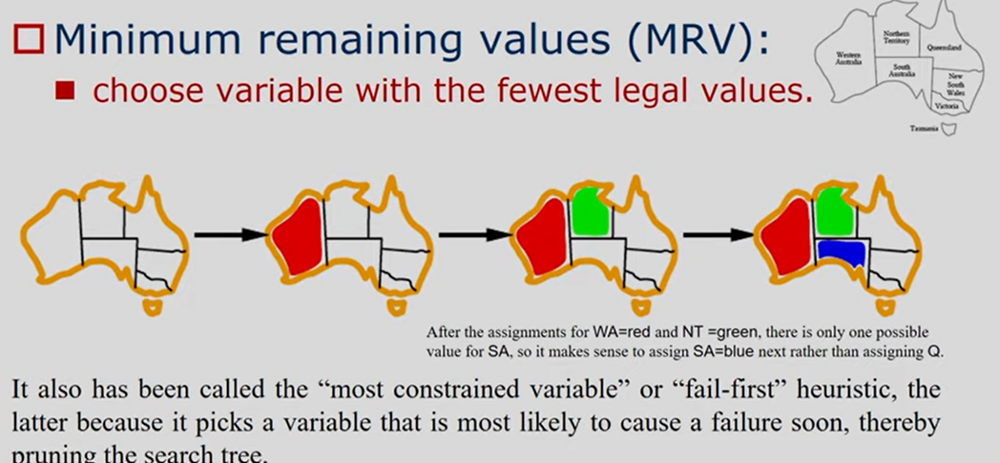 Minimum remaining values (MRV):
choose variable with the fewest legal values.
Northern
Territory
Western
Australia
Queensland
South
Australia
New
South
Wales
Victoria
Tasmania
After the assignments for WA=red and NT =green, there is only one possible
value for SA, so it makes sense to assign SA=blue next rather than assigning Q.
It also has been called the “most constrained variable” or “fail-first” heuristic, the
latter because it picks a variable that is most likely to cause a failure soon, thereby
pruning the search tree.